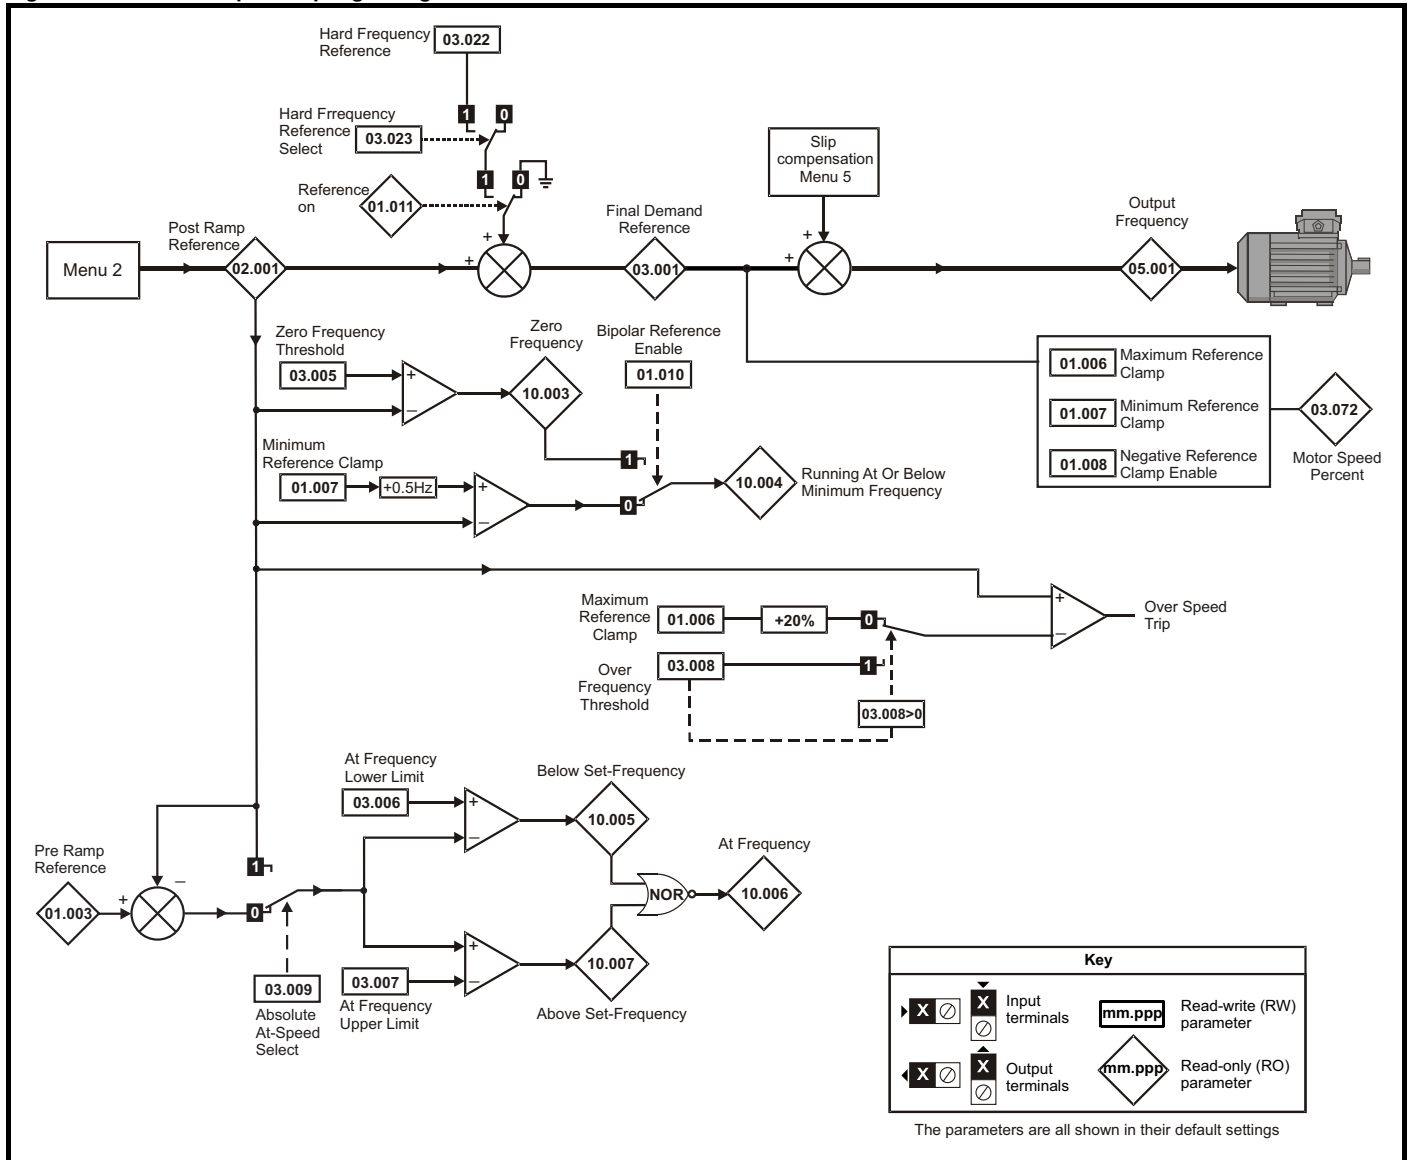 Hard Frequency
Reference
03.022
1
0
Hard Frrequency
Reference
Select
03.023
1
0
Reference
on
01.011
Slip
compensation
Menu 5
Menu 2
Post Ramp
Reference
02.001
+
+
Final Demand
Reference
03.001
+
+
Output
Frequency
05.001
Zero Frequency
Threshold
03.005
+
–
Zero
Frequency
10.003
Bipolar Reference
Enable
01.010
01.006
Maximum Reference
Clamp
01.007
Minimum Reference
Clamp
01.008
Negative Reference
Clamp Enable
03.072
Motor Speed
Percent
Minimum
Reference Clamp
01.007
+0.5Hz
+
–
1
0
10.004
Running At Or Below
Minimum Frequency
Maximum
Reference
Clamp
01.006
+20%
0
Over
Frequency
Threshold
03.008
1
03.008>0
+
–
Over Speed
Trip
At Frequency
Lower Limit
03.006
+
–
Below Set-Frequency
10.005
Pre Ramp
Reference
01.003
+
–
1
0
03.009
Absolute
At-Speed
Select
03.007
At Frequency
Upper Limit
+
–
10.007
Above Set-Frequency
NOR
At Frequency
10.006
Key
X
X
Input
terminals
mm.ppp
Read-write (RW)
parameter
X
X
Output
terminals
mm.ppp
Read-only (RO)
parameter
The parameters are all shown in their default settings